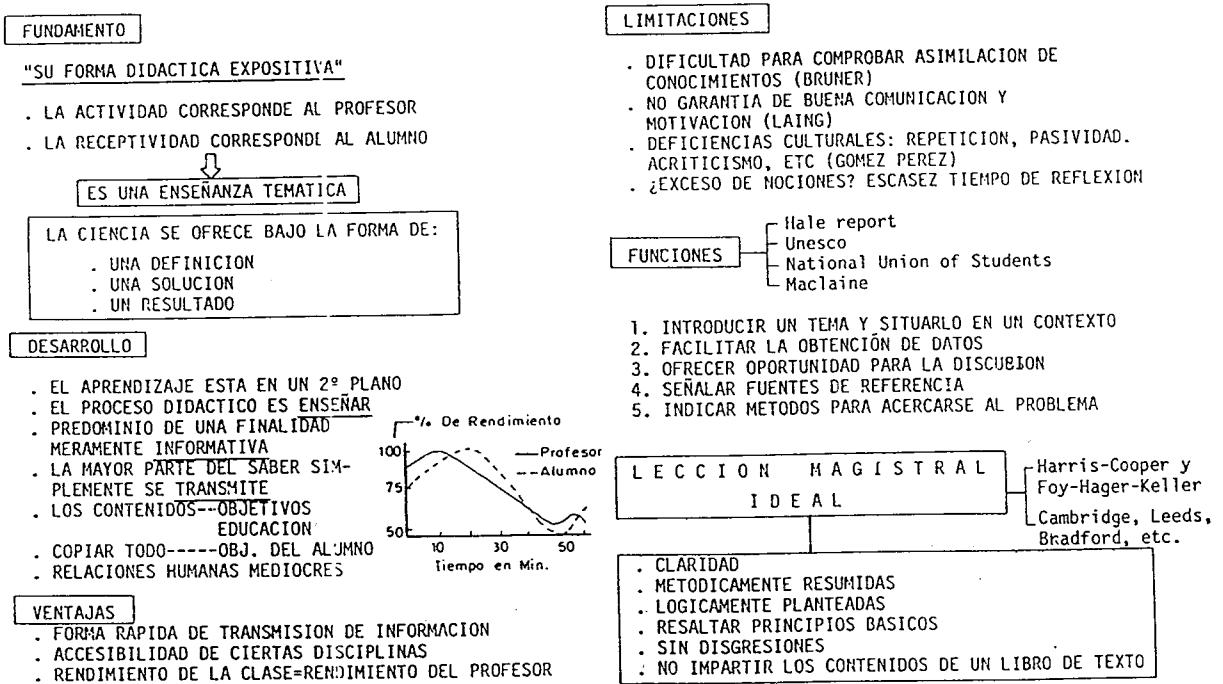 FUNDAMENTO
"SU FORMA DIDACTICA EXPOSITIVA"
. LA ACTIVIDAD CORRESPONDE AL PROFESOR
. LA RECEPTIVIDAD CORRESPONDE AL ALUMNO
ES UNA ENSEÑANZA TEMATICA
LA CIENCIA SE OFRECE BAJO LA FORMA DE:
. UNA DEFINICION
. UNA SOLUCION
. UN RESULTADO
DESARROLLO
. EL APRENDIZAJE ESTA EN UN 2º PLANO
. EL PROCESO DIDACTICO ES ENSEÑAR
. PREDOMINIO DE UNA FINALIDAD
MERAMENTE INFORMATIVA
. LA MAYOR PARTE DEL SABER SIM-
PLEMENTE SE TRANSMITE
. LOS CONTENIDOS--OBJETIVOS
EDUCACION
. COPIAR TODO-----OBJ. DEL ALUMNO
. RELACIONES HUMANAS MEDIOCRES
% De Rendimiento
Profesor
Alumno
100
75
50
10 30 50
Tiempo en Min.
VENTAJAS
. FORMA RAPIDA DE TRANSMISION DE INFORMACION
. ACCESIBILIDAD DE CIERTAS DISCIPLINAS
. RENDIMIENTO DE LA CLASE=RENDIMIENTO DEL PROFESOR
LIMITACIONES
. DIFICULTAD PARA COMPROBAR ASIMILACION DE
CONOCIMIENTOS (BRUNER)
. NO GARANTIA DE BUENA COMUNICACION Y
MOTIVACION (LAING)
. DEFICIENCIAS CULTURALES: REPETICION, PASIVIDAD.
ACRITICISMO, ETC (GOMEZ PEREZ)
. ¿EXCESO DE NOCIONES? ESCASEZ TIEMPO DE REFLEXION
FUNCIONES
Hale report
Unesco
National Union of Students
Maclaine
1. INTRODUCIR UN TEMA Y SITUARLO EN UN CONTEXTO
2. FACILITAR LA OBTENCIÓN DE DATOS
3. OFRECER OPORTUNIDAD PARA LA DISCUBION
4. SEÑALAR FUENTES DE REFERENCIA
5. INDICAR METODOS PARA ACERCARSE AL PROBLEMA
LECCION MAGISTRAL
IDEAL
Harris-Cooper y
Foy-Hager-Keller
Cambridge, Leeds,
Bradford, etc.
. CLARIDAD
. METODICAMENTE RESUMIDAS
. LOGICAMENTE PLANTEADAS
. RESALTAR PRINCIPIOS BASICOS
. SIN DISGRESIONES
. NO IMPARTIR LOS CONTENIDOS DE UN LIBRO DE TEXTO